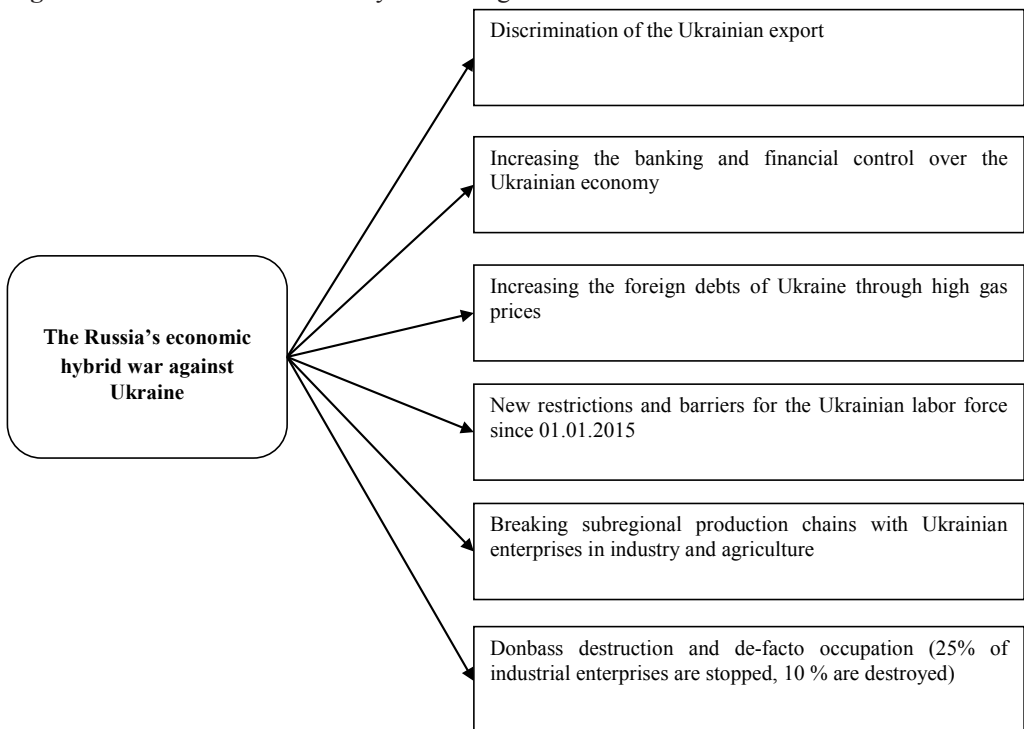 Discrimination of the Ukrainian export
Increasing the banking and financial control over the
Ukrainian economy
Increasing the foreign debts of Ukraine through high gas
prices
The Russia’s economic
hybrid war against
Ukraine
New restrictions and barriers for the Ukrainian labor force
since 01.01.2015
Breaking subregional production chains with Ukrainian
enterprises in industry and agriculture
Donbass destruction and de-facto occupation (25% of
industrial enterprises are stopped, 10 % are destroyed)